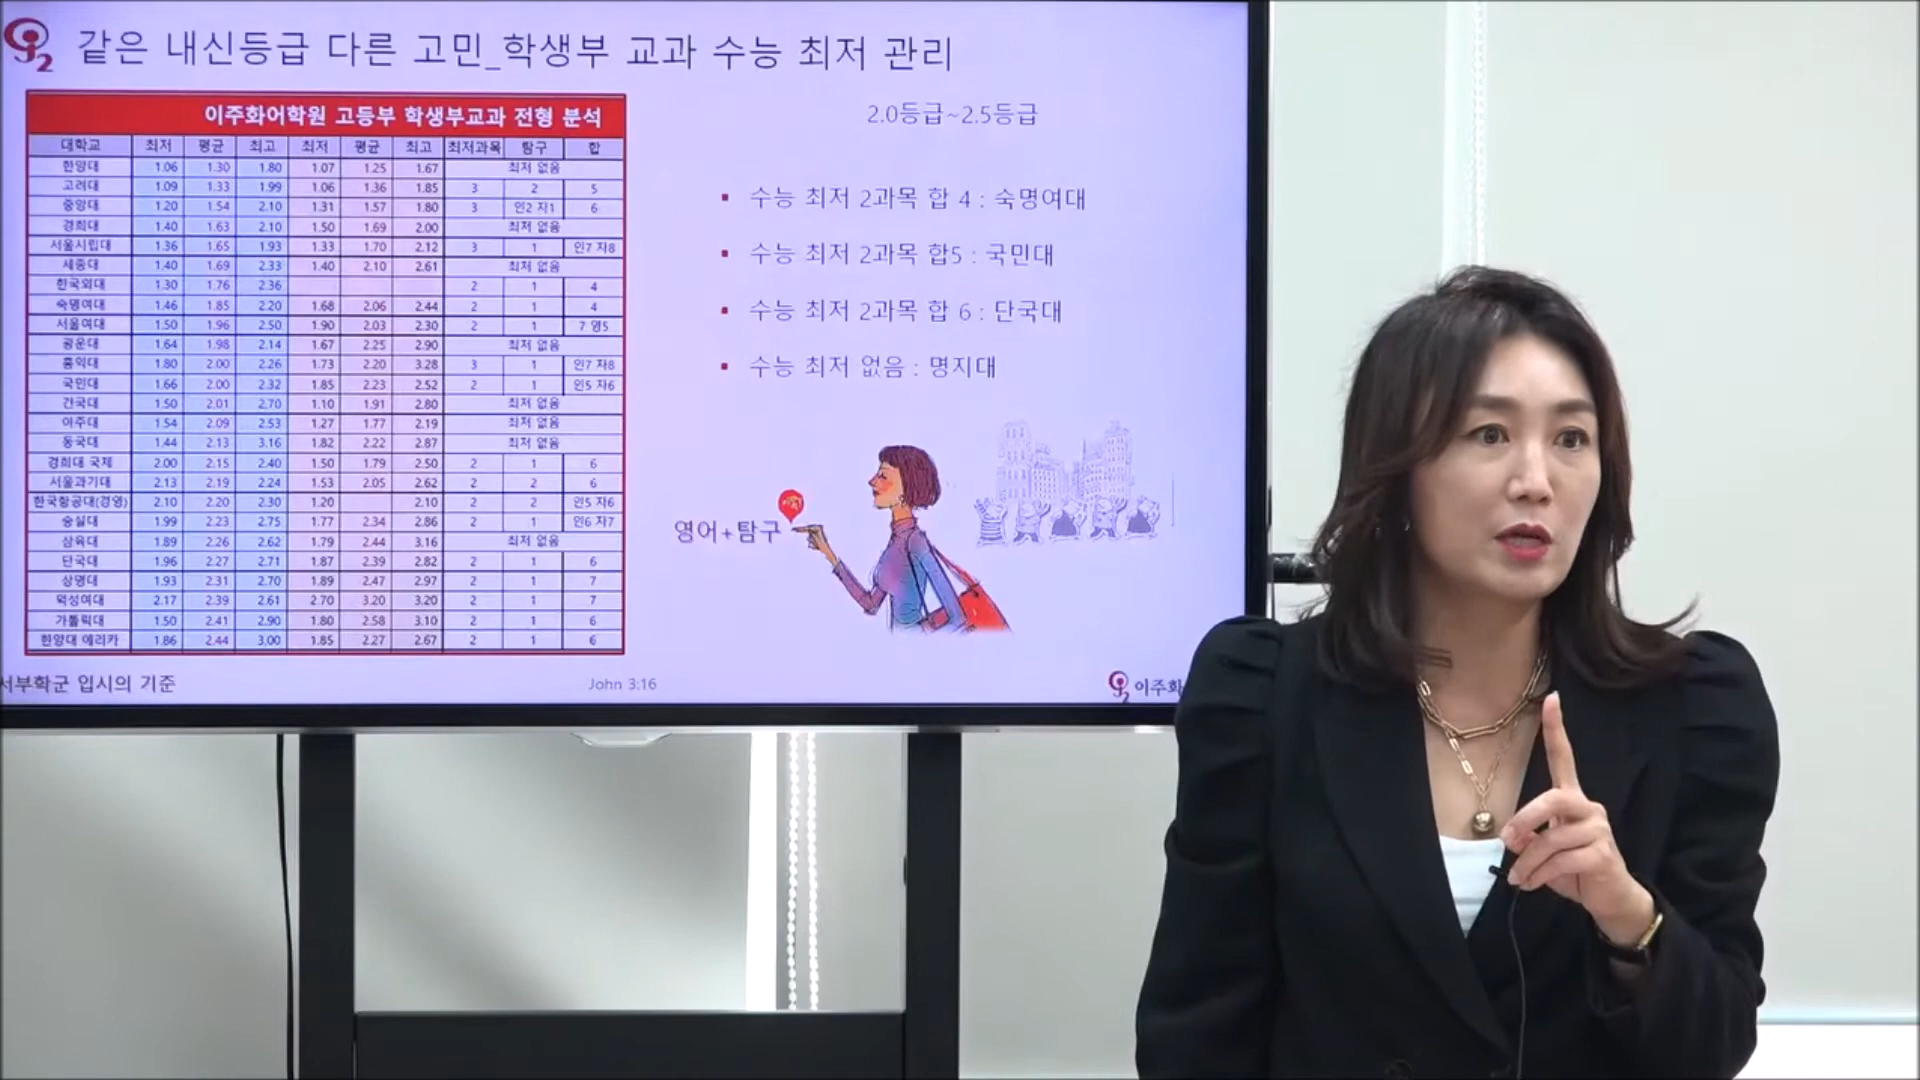 같은 내신등급 다른 고민_학생부 교과 수능 최저 관리
이주화어학원 고등부 학생부교과 전형 분석
대학교 최저 평균 최고 최저 평균 최고 최저과목 탐구 합
한양대 1.06 1.30 1.80 1.07 1.25 1.67 최저 없음
고려대 1.09 1.33 1.99 1.06 1.36 1.85 3 2 5
중앙대 1.20 1.54 2.10 1.31 1.57 1.80 3 인2 자1 6
경희대 1.40 1.63 2.10 1.50 1.69 2.00 최저 없음
서울시립대 1.36 1.65 1.93 1.33 1.70 2.12 3 1 인7 자8
세종대 1.40 1.69 2.33 1.40 2.10 2.61 최저 없음
한국외대 1.30 1.76 2.36 2 1 4
숙명여대 1.46 1.85 2.20 1.68 2.06 2.44 2 1 4
서울여대 1.50 1.96 2.50 1.90 2.03 2.30 2 1 7 영5
광운대 1.64 1.98 2.14 1.67 2.25 2.90 최저 없음
홍익대 1.80 2.00 2.26 1.73 2.20 3.28 3 1 인7 자8
국민대 1.66 2.00 2.32 1.85 2.23 2.52 2 1 인5 자6
건국대 1.50 2.01 2.70 1.10 1.91 2.80 최저 없음
아주대 1.54 2.09 2.53 1.27 1.77 2.19 최저 없음
동국대 1.44 2.13 3.16 1.82 2.22 2.87 최저 없음
경희대 국제 2.00 2.15 2.40 1.50 1.79 2.50 2 1 6
서울과기대 2.13 2.19 2.24 1.53 2.05 2.62 2 2 6
한국항공대(경영) 2.10 2.20 2.30 1.20 2.10 2 2 인5 자6
숭실대 1.99 2.23 2.75 1.77 2.34 2.86 2 1 인6 자7
삼육대 1.89 2.26 2.62 1.79 2.44 3.16 최저 없음
단국대 1.96 2.27 2.71 1.87 2.39 2.82 2 1 6
상명대 1.93 2.31 2.70 1.89 2.47 2.97 2 1 7
덕성여대 2.17 2.39 2.61 2.70 3.20 3.20 2 1 7
가톨릭대 1.50 2.41 2.90 1.80 2.58 3.10 2 1 6
한양대 에리카 1.86 2.44 3.00 1.85 2.27 2.67 2 1 6
2.0등급~2.5등급
▪ 수능 최저 2과목 합 4 : 숙명여대
▪ 수능 최저 2과목 합5 : 국민대
▪ 수능 최저 2과목 합 6 : 단국대
▪ 수능 최저 없음 : 명지대
영어+탐구
서부학군 입시의 기준
John 3:16
이주화